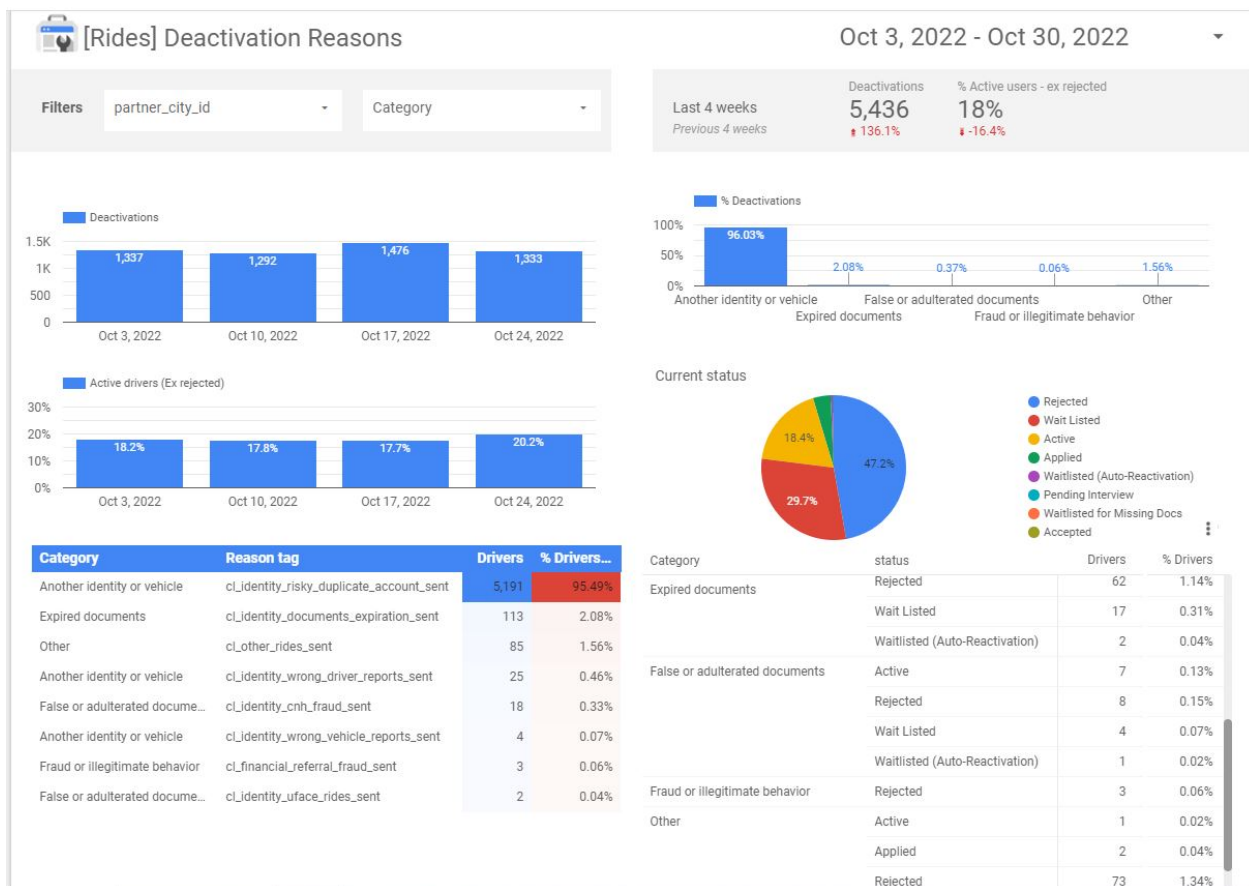 [Rides] Deactivation Reasons
Oct 3, 2022 - Oct 30, 2022
Filters
partner_city_id
Category
Last 4 weeks
Previous 4 weeks
Deactivations
5,436
136.1%
% Active users - ex rejected
18%
-16.4%
Deactivations
1.5K
1K
500
0
1,337
1,292
1,476
1,333
Oct 3, 2022
Oct 10, 2022
Oct 17, 2022
Oct 24, 2022
% Deactivations
100%
50%
0%
96.03%
2.08%
0.37%
0.06%
1.56%
Another identity or vehicle
False or adulterated documents
Other
Expired documents
Fraud or illegitimate behavior
Active drivers (Ex rejected)
30%
20%
10%
0%
18.2%
17.8%
17.7%
20.2%
Oct 3, 2022
Oct 10, 2022
Oct 17, 2022
Oct 24, 2022
Current status
47.2%
29.7%
18.4%
Rejected
Wait Listed
Active
Applied
Waitlisted (Auto-Reactivation)
Pending Interview
Waitlisted for Missing Docs
Accepted
Category Reason tag Drivers % Drivers...
Another identity or vehicle cl_identity_risky_duplicate_account_sent 5,191 95.49%
Expired documents cl_identity_documents_expiration_sent 113 2.08%
Other cl_other_rides_sent 85 1.56%
Another identity or vehicle cl_identity_wrong_driver_reports_sent 25 0.46%
False or adulterated docume... cl_identity_cnh_fraud_sent 18 0.33%
Another identity or vehicle cl_identity_wrong_vehicle_reports_sent 4 0.07%
Fraud or illegitimate behavior cl_financial_referral_fraud_sent 3 0.06%
False or adulterated docume... cl_identity_uface_rides_sent 2 0.04%
Category status Drivers % Drivers
Expired documents Rejected 62 1.14%
Wait Listed 17 0.31%
Waitlisted (Auto-Reactivation) 2 0.04%
False or adulterated documents Active 7 0.13%
Rejected 8 0.15%
Wait Listed 4 0.07%
Waitlisted (Auto-Reactivation) 1 0.02%
Fraud or illegitimate behavior Rejected 3 0.06%
Other Active 1 0.02%
Applied 2 0.04%
Rejected 73 1.34%